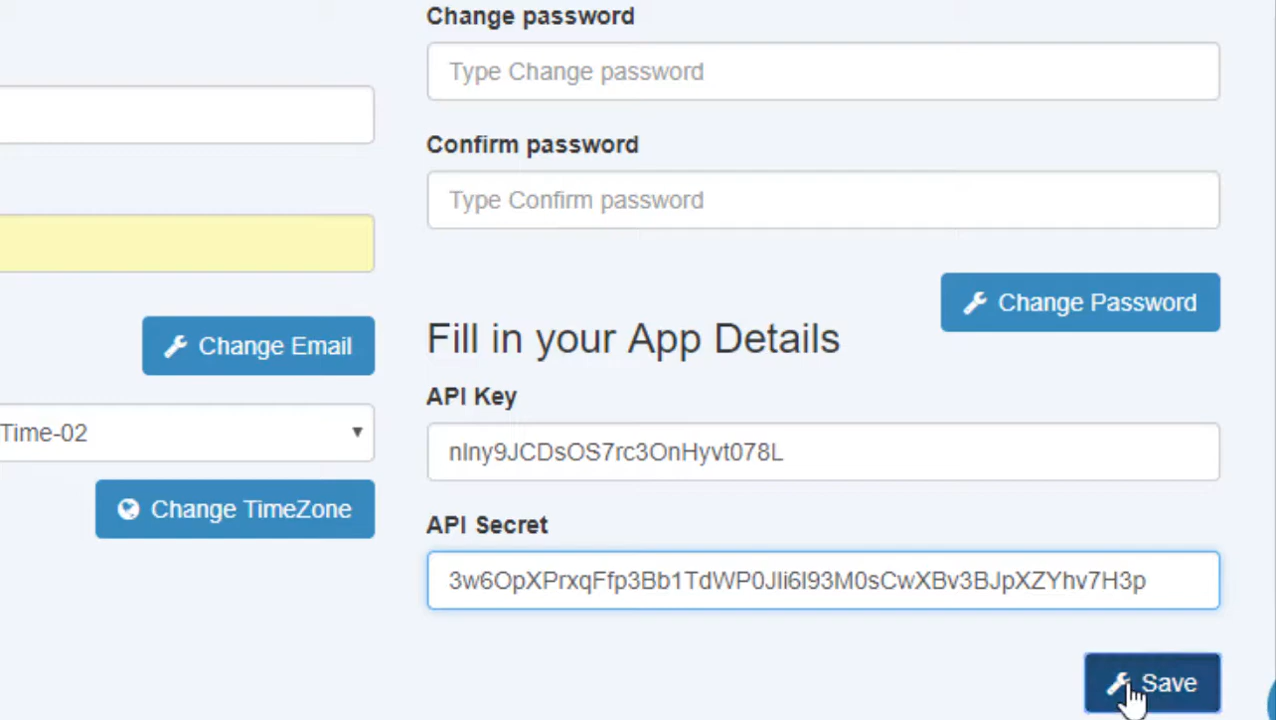 Change password
Type Change password
Confirm password
Type Confirm password
Change Password
Change Email
Time-02
Change TimeZone
Fill in your App Details
API Key
nlny9JCDsOS7rc3OnHyvt078L
API Secret
3w6OpXPrxqFfp3Bb1TdWP0JIi6I93M0sCwXBv3BJpXZYhv7H3p
Save